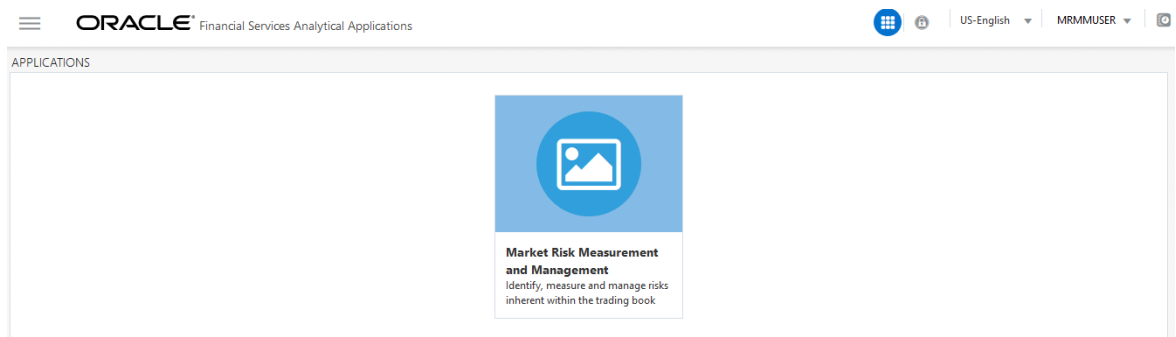 ORACLE® Financial Services Analytical Applications
US-English
MRMMUSER
APPLICATIONS
Market Risk Measurement
and Management
Identify, measure and manage risks
inherent within the trading book